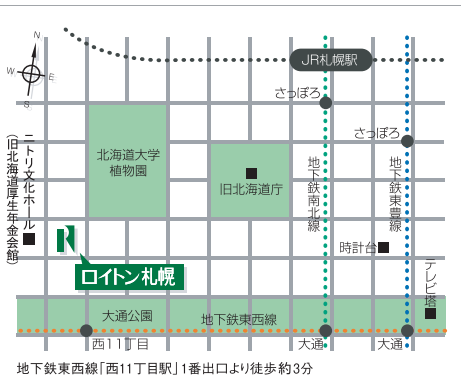 N
W
E
S
JR札幌駅
さっぽろ
さっぽろ
北海道大学
植物園
旧北海道庁
地下鉄南北線
地下鉄東豊線
ニトリ文化ホール
(旧北海道厚生年金会館)
時計台
ロイトン札幌
テレビ塔
大通公園
地下鉄東西線
西11丁目
大通
大通
地下鉄東西線「西11丁目駅」1番出口より徒歩約3分